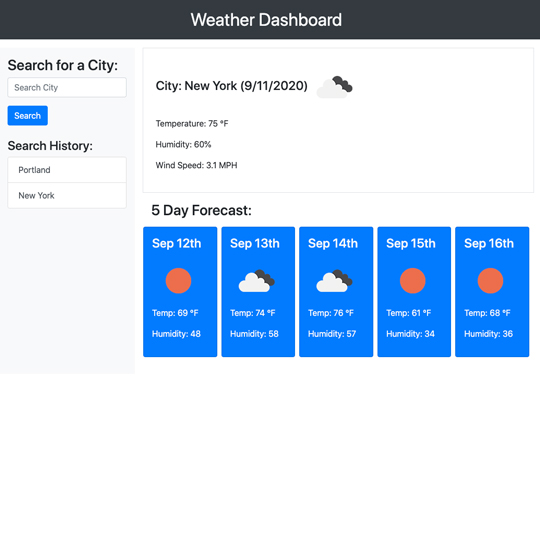 Weather Dashboard
Search for a City:
Search City
Search
Search History:
Portland
New York
City: New York (9/11/2020)
Temperature: 75 °F
Humidity: 60%
Wind Speed: 3.1 MPH
5 Day Forecast:
Sep 12th
Temp: 69 °F
Humidity: 48
Sep 13th
Temp: 74 °F
Humidity: 58
Sep 14th
Temp: 76 °F
Humidity: 57
Sep 15th
Temp: 61 °F
Humidity: 34
Sep 16th
Temp: 68 °F
Humidity: 36